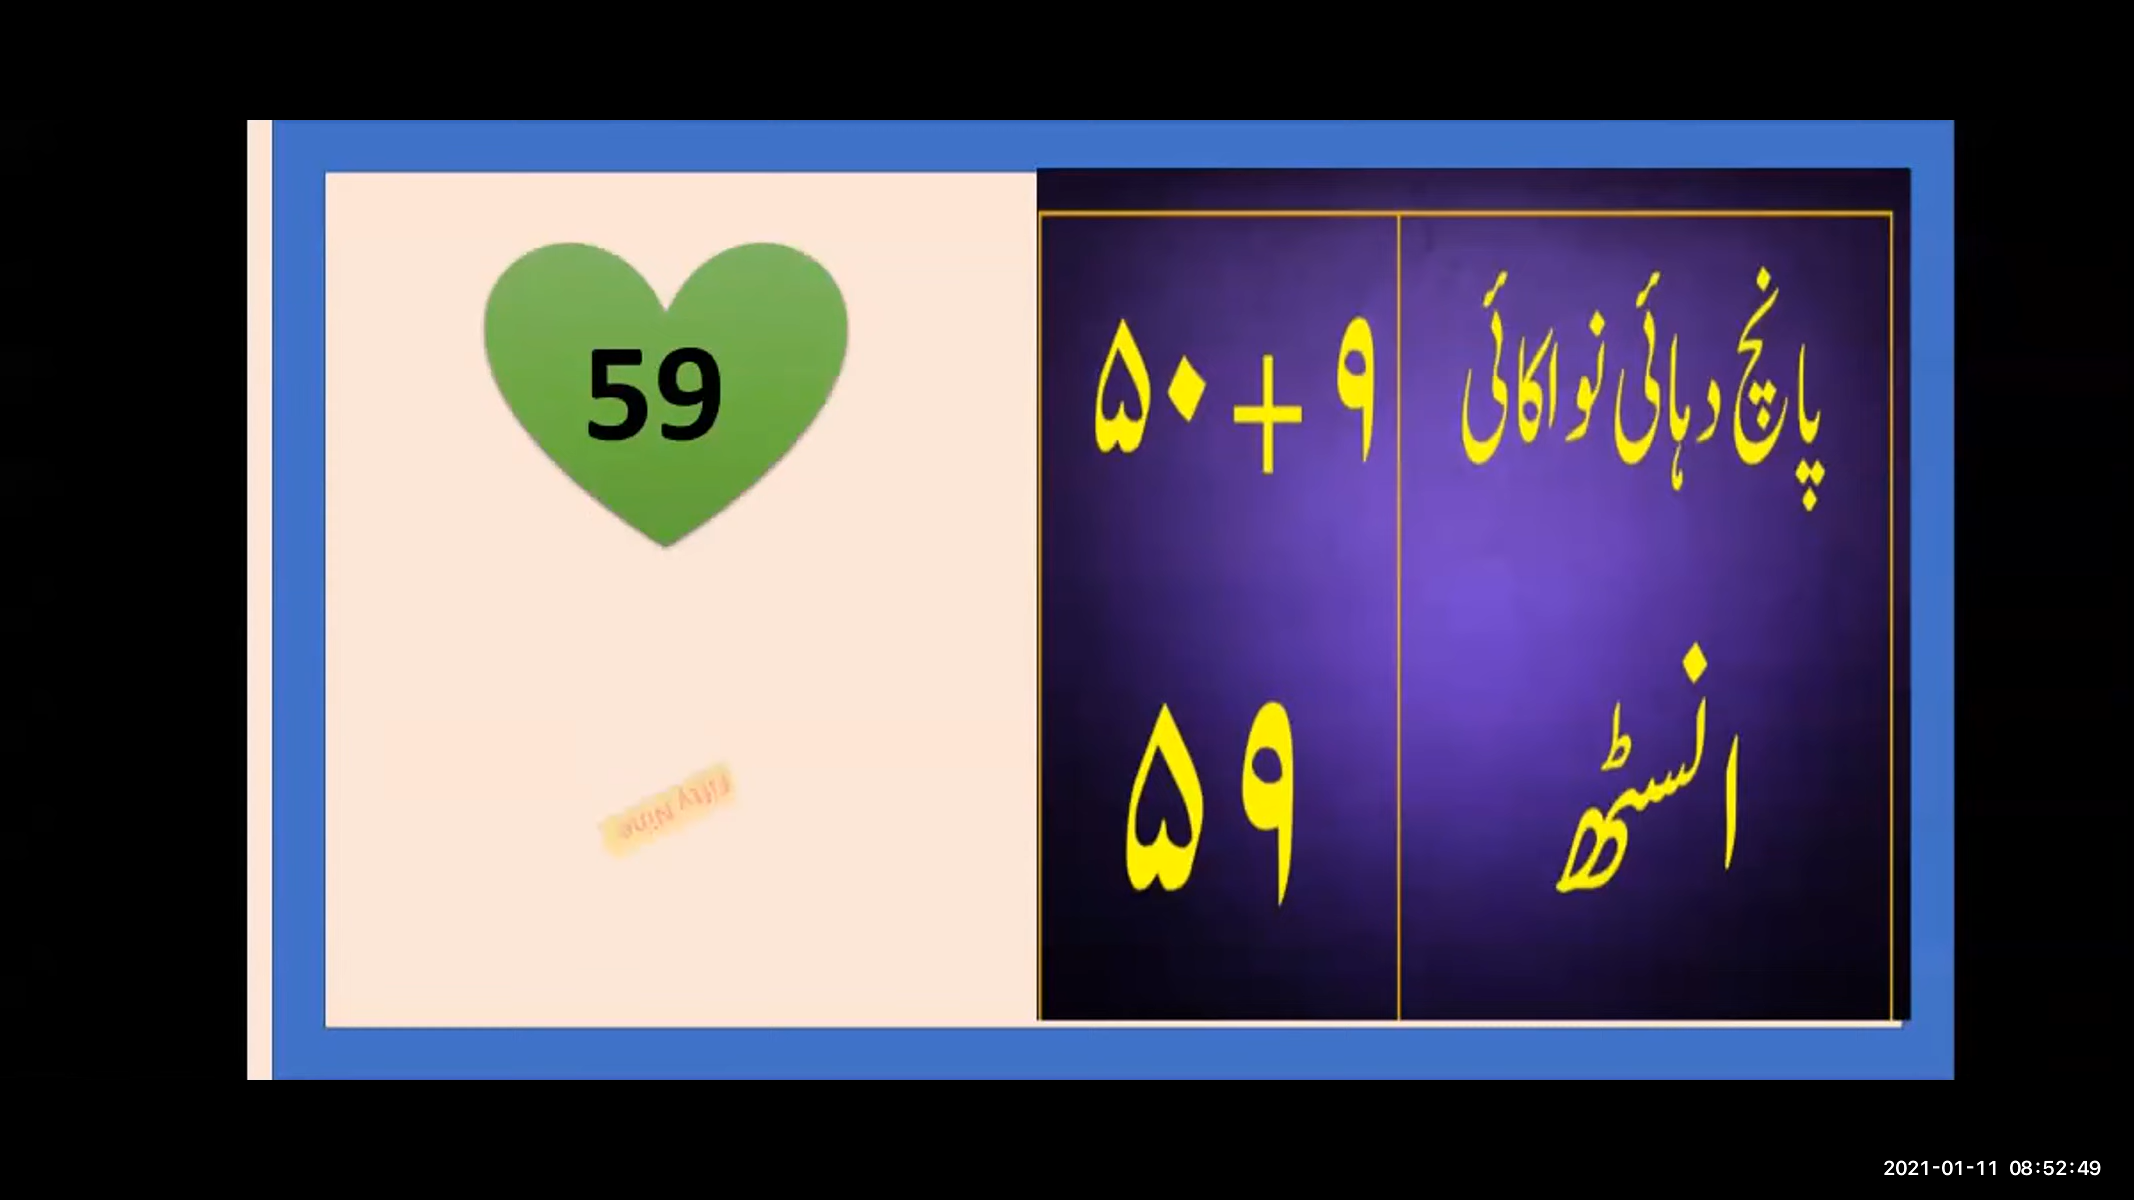 59
Fifty Nine
پانچ دہائی نو اکائی
۵۰ + ۹
انسٹھ
۵۹
2021-01-11 08:52:49